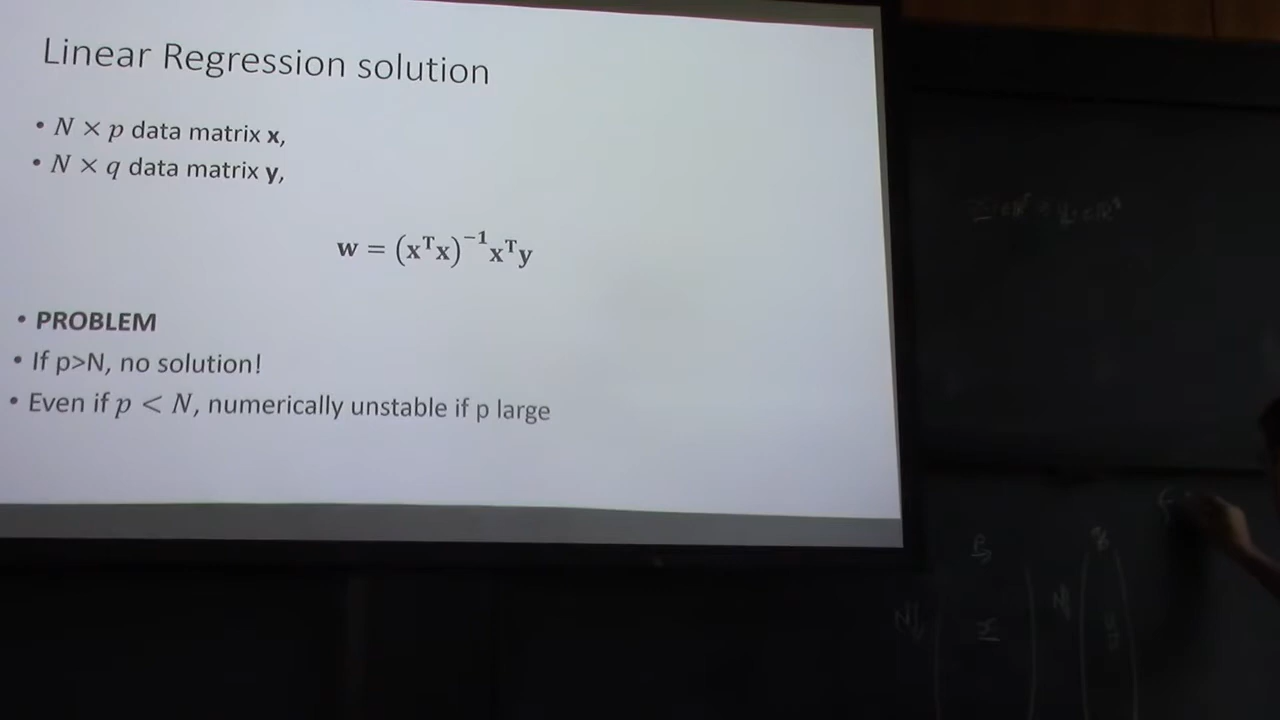 Linear Regression solution
• N × p data matrix x,
• N × q data matrix y,
w = (xᵀx)⁻¹xᵀy
• PROBLEM
• If p>N, no solution!
• Even if p < N, numerically unstable if p large
p
q
N
x
N